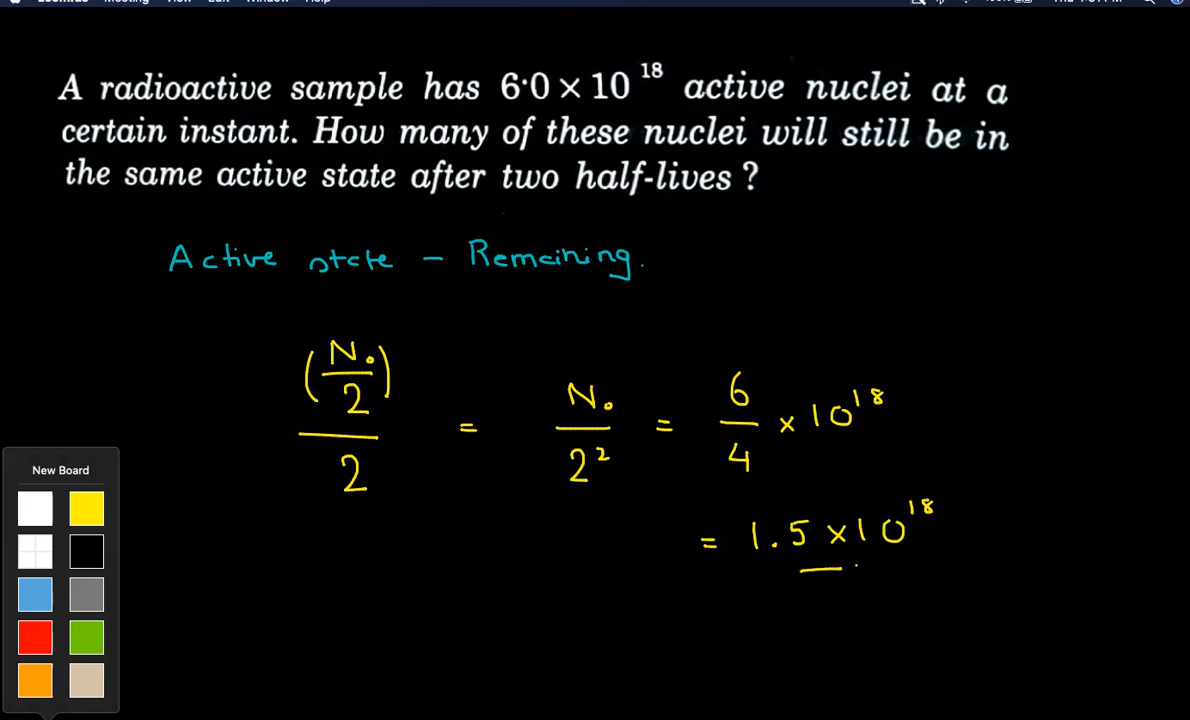 A radioactive sample has 6·0 × 10^18 active nuclei at a
certain instant. How many of these nuclei will still be in
the same active state after two half-lives ?
Active state – Remaining.
(N₀/2)/2 = N₀/2² = 6/4 × 10^18
= 1.5 × 10^18
New Board